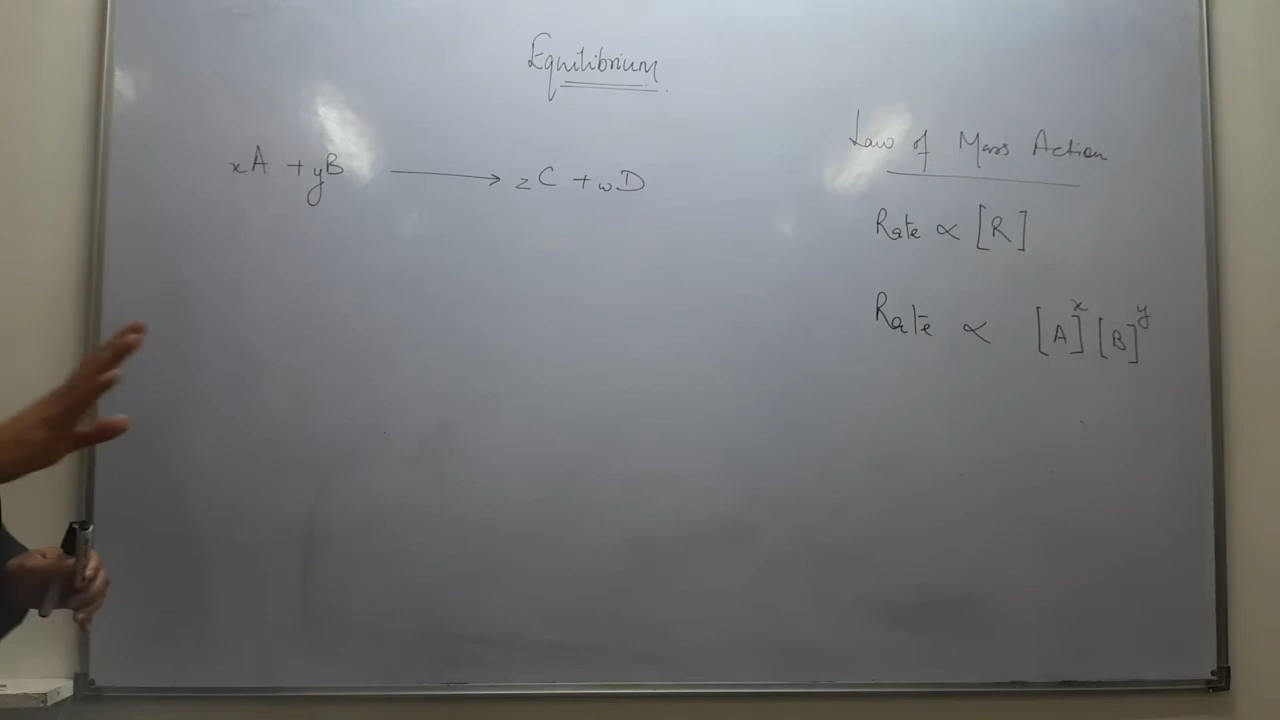 Equilibrium
xA + yB ⟶ zC + wD
Law of Mass Action
Rate ∝ [R]
Rate ∝ [A]^x [B]^y